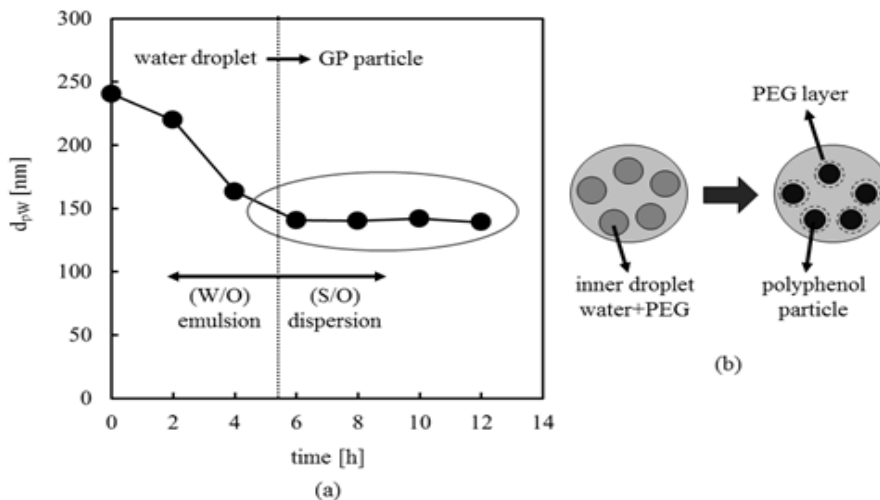 300
250
200
150
100
50
0
d_pW [nm]
water droplet
GP particle
(W/O)
emulsion
(S/O)
dispersion
0 2 4 6 8 10 12 14
time [h]
(a)
PEG layer
inner droplet
water+PEG
polyphenol
particle
(b)